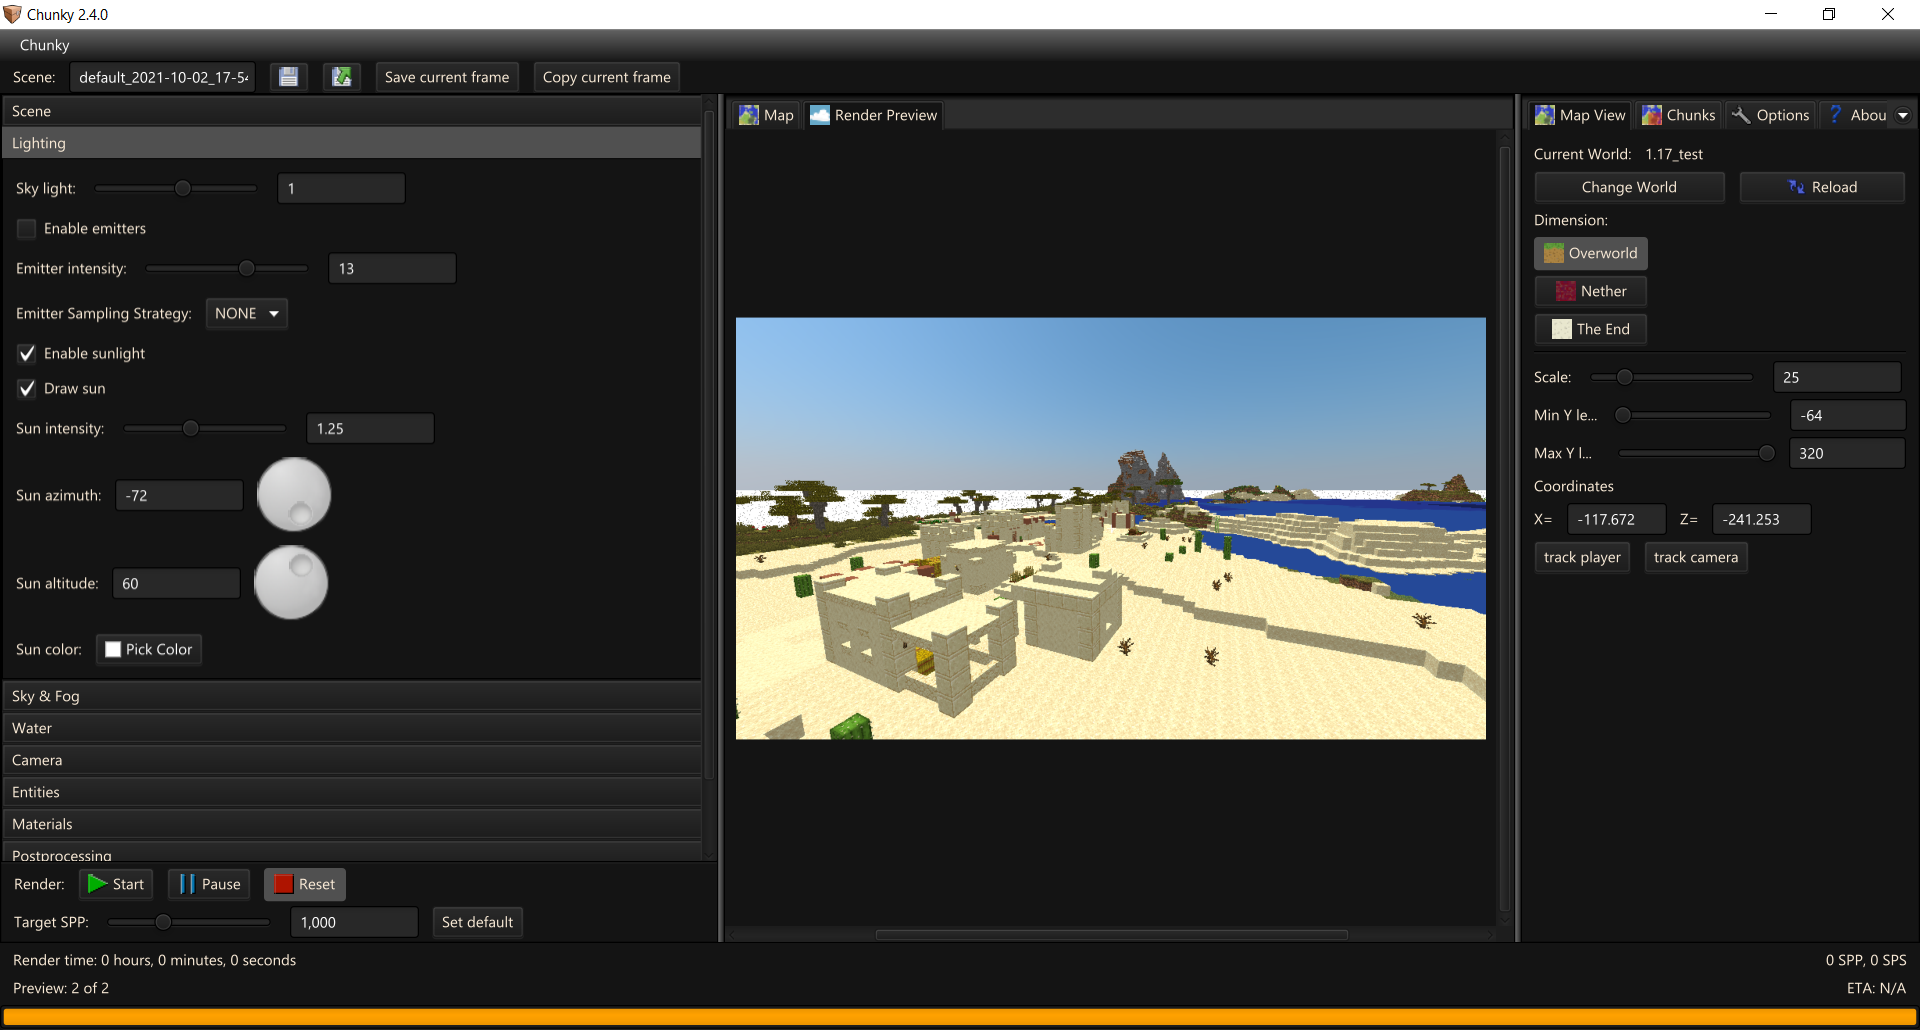 Chunky 2.4.0
Chunky
Scene: default_2021-10-02_17-54 Save current frame Copy current frame
Scene
Lighting
Sky light: 1
Enable emitters
Emitter intensity: 13
Emitter Sampling Strategy: NONE
Enable sunlight
Draw sun
Sun intensity: 1.25
Sun azimuth: -72
Sun altitude: 60
Sun color: Pick Color
Sky & Fog
Water
Camera
Entities
Materials
Postprocessing
Render: Start Pause Reset
Target SPP: 1,000 Set default
Map Render Preview
Map View Chunks Options ? Abou
Current World: 1.17_test
Change World Reload
Dimension:
Overworld
Nether
The End
Scale: 25
Min Y le... -64
Max Y l... 320
Coordinates
X= -117.672 Z= -241.253
track player track camera
Render time: 0 hours, 0 minutes, 0 seconds 0 SPP, 0 SPS
Preview: 2 of 2 ETA: N/A